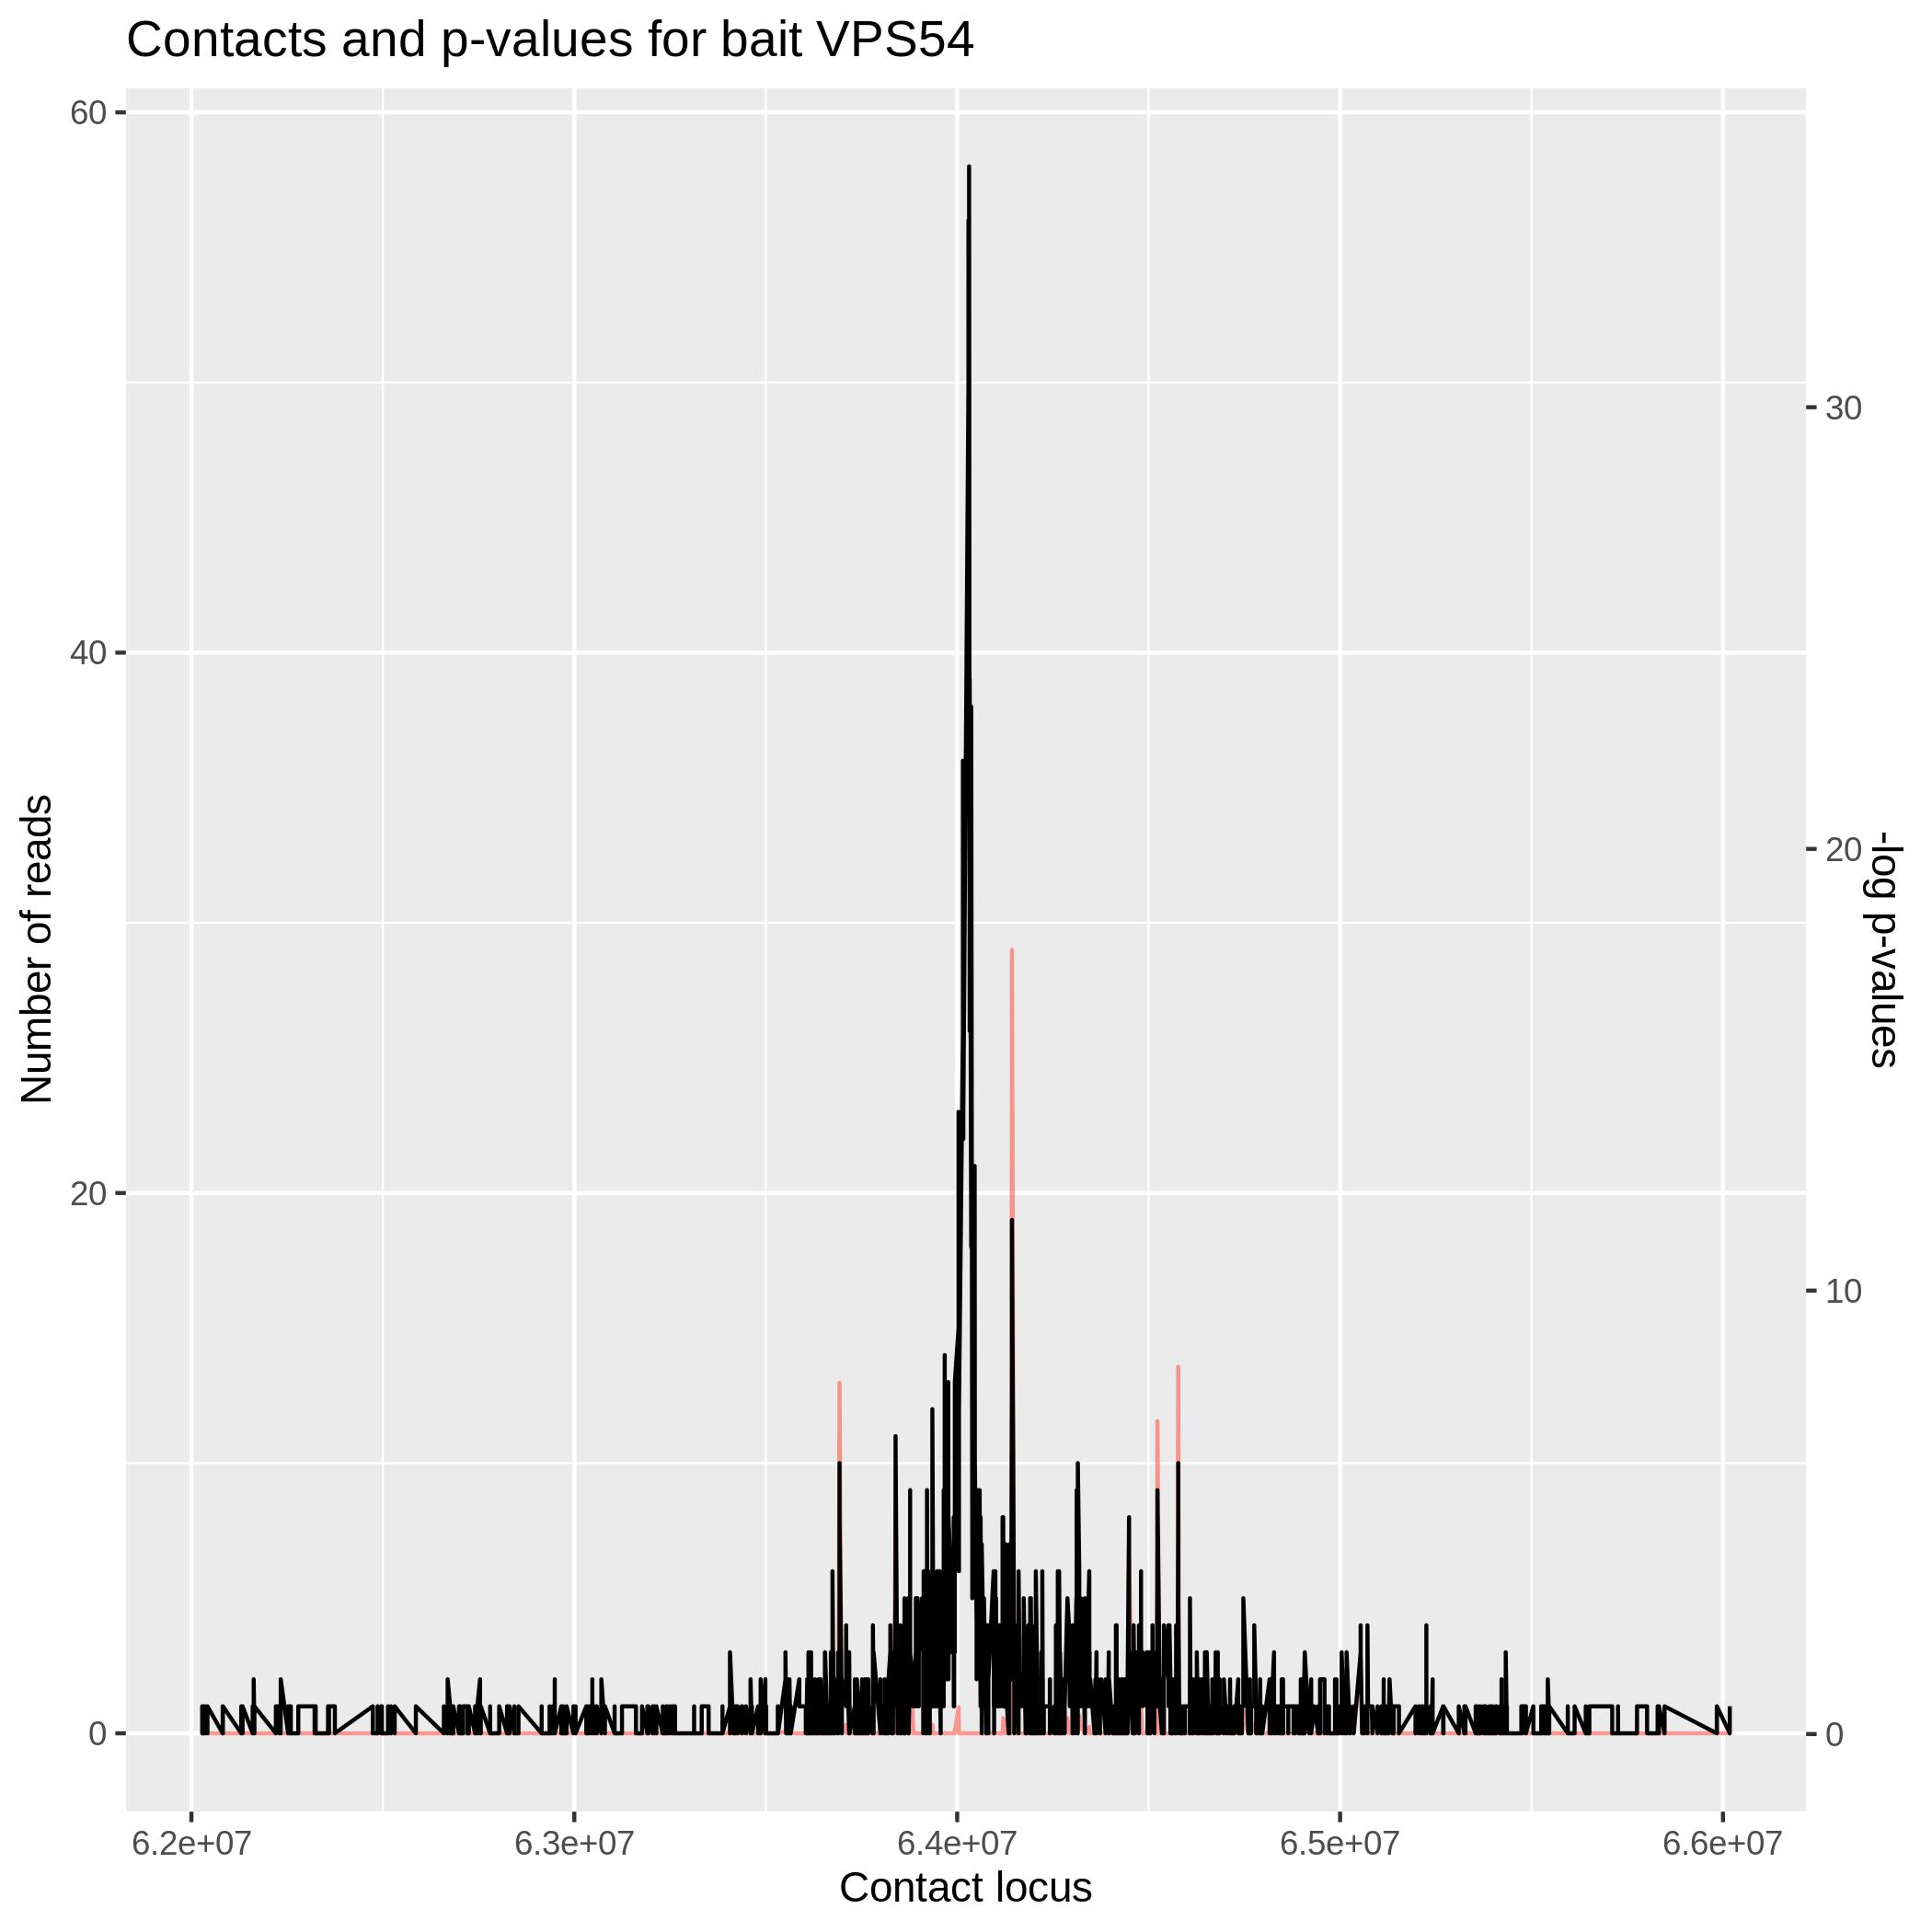 Contacts and p-values for bait VPS54
60
40
20
0
30
20
10
0
Number of reads
-log p-values
6.2e+07 6.3e+07 6.4e+07 6.5e+07 6.6e+07
Contact locus